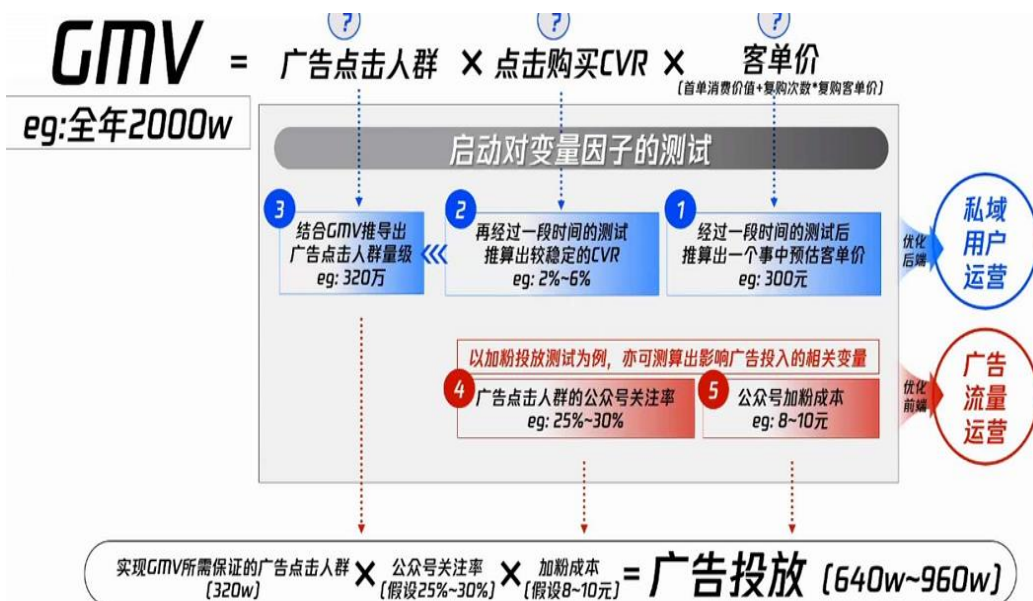 ? ? ?
GMV = 广告点击人群 × 点击购买CVR × 客单价
(首单消费价值+复购次数*复购客单价)
eg:全年2000w
启动对变量因子的测试
3
结合GMV推导出
广告点击人群量级
eg: 320万
2
再经过一段时间的测试
推算出较稳定的CVR
eg: 2%~6%
1
经过一段时间的测试后
推算出一个事中预估客单价
eg: 300元
优化
后端
私域
用户
运营
以加粉投放测试为例，亦可测算出影响广告投入的相关变量
4
广告点击人群的公众号关注率
eg: 25%~30%
5
公众号加粉成本
eg: 8~10元
优化
前端
广告
流量
运营
实现GMV所需保证的广告点击人群 × 公众号关注率 × 加粉成本 = 广告投放 (640w~960w)
(320w) (假设25%~30%) (假设8~10元)